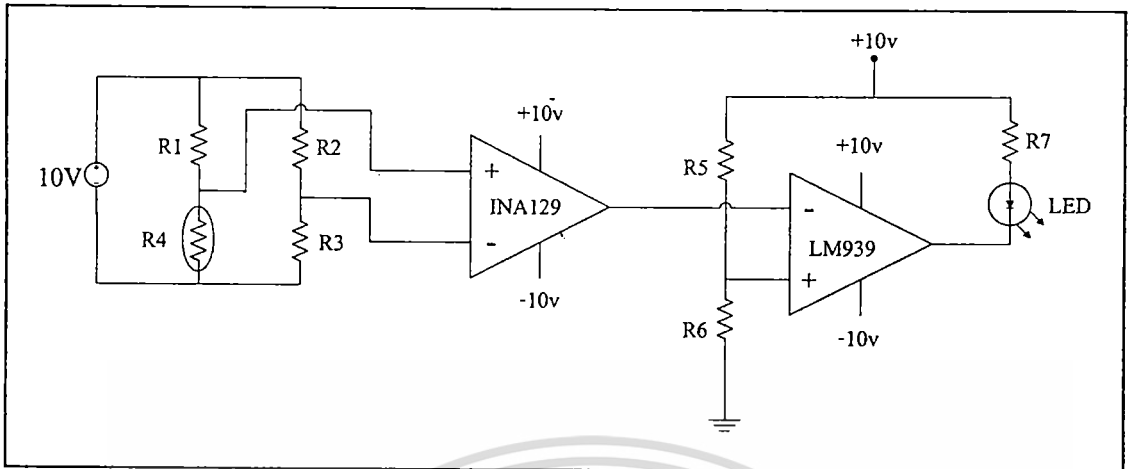 +10v
R1
R2
10V
R4
R3
+10v
+
INA129
-
-10v
R5
+10v
R7
-
LM939
+
LED
R6
-10v